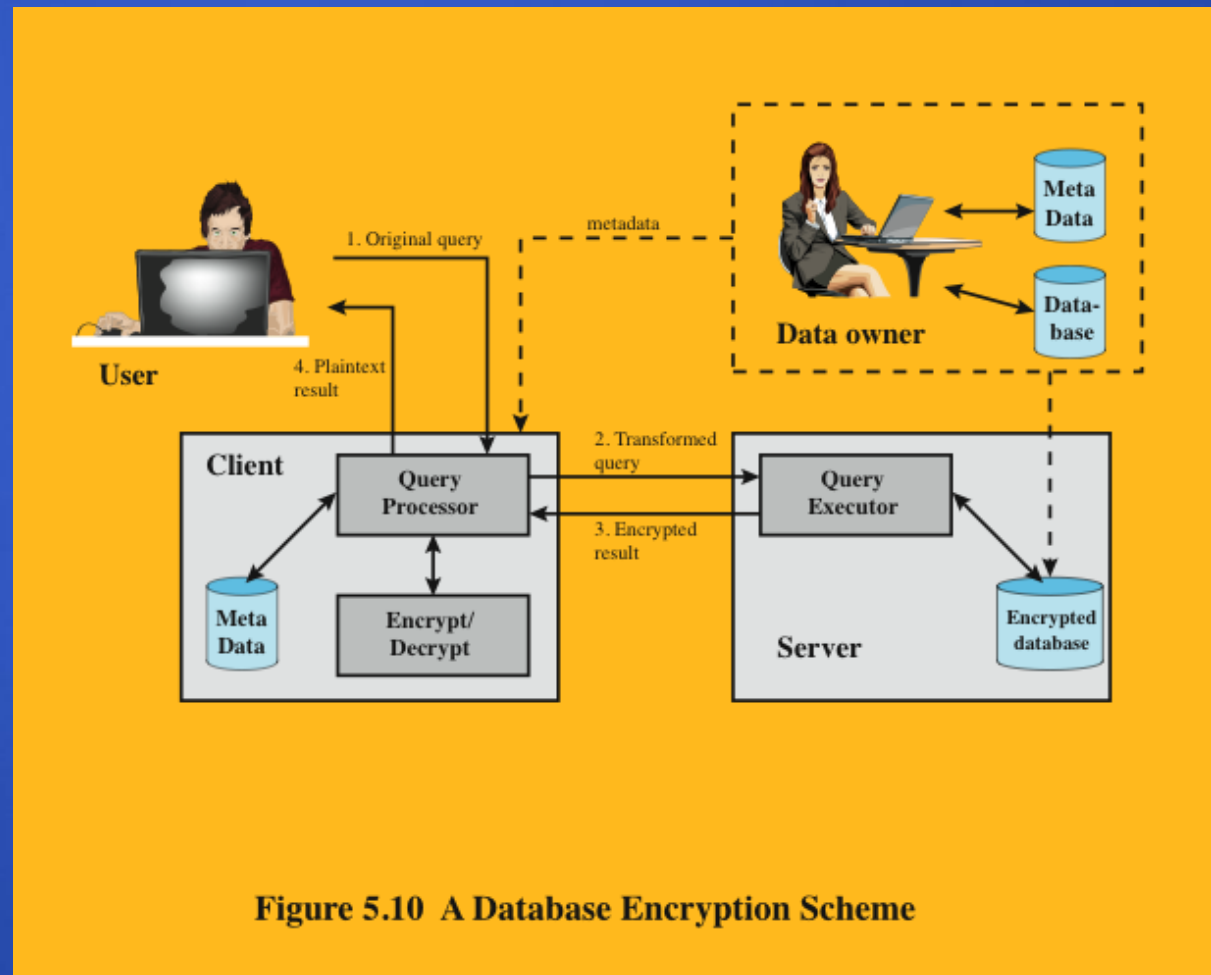 Meta
Data
metadata
1. Original query
Data-
base
Data owner
User
4. Plaintext
result
Client
Query
Processor
2. Transformed
query
3. Encrypted
result
Query
Executor
Meta
Data
Encrypt/
Decrypt
Server
Encrypted
database
Figure 5.10 A Database Encryption Scheme